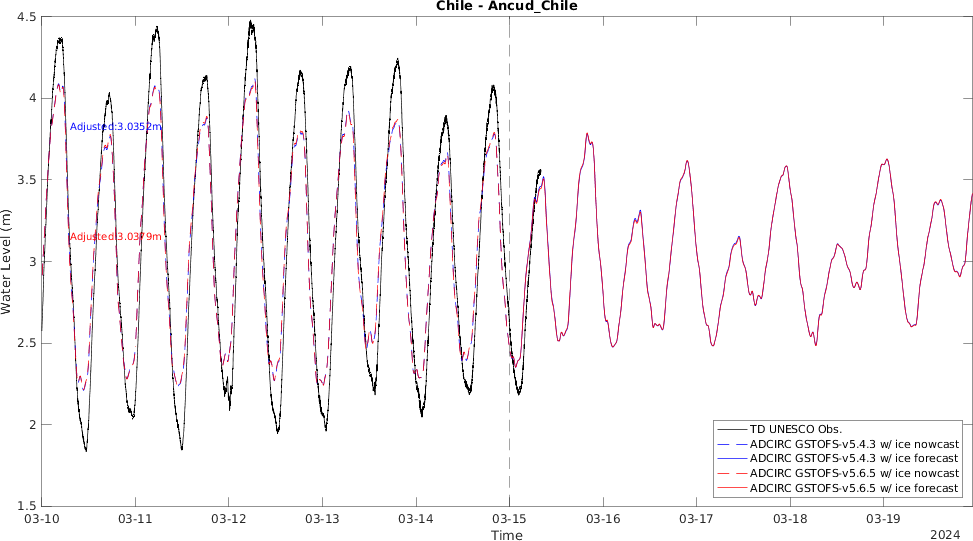 Chile - Ancud_Chile
4.5
4
3.5
3
2.5
2
1.5
Water Level (m)
Adjusted:3.0352m
Adjusted:3.0379m
TD UNESCO Obs.
ADCIRC GSTOFS-v5.4.3 w/ ice nowcast
ADCIRC GSTOFS-v5.4.3 w/ ice forecast
ADCIRC GSTOFS-v5.6.5 w/ ice nowcast
ADCIRC GSTOFS-v5.6.5 w/ ice forecast
03-10 03-11 03-12 03-13 03-14 03-15 03-16 03-17 03-18 03-19
Time
2024